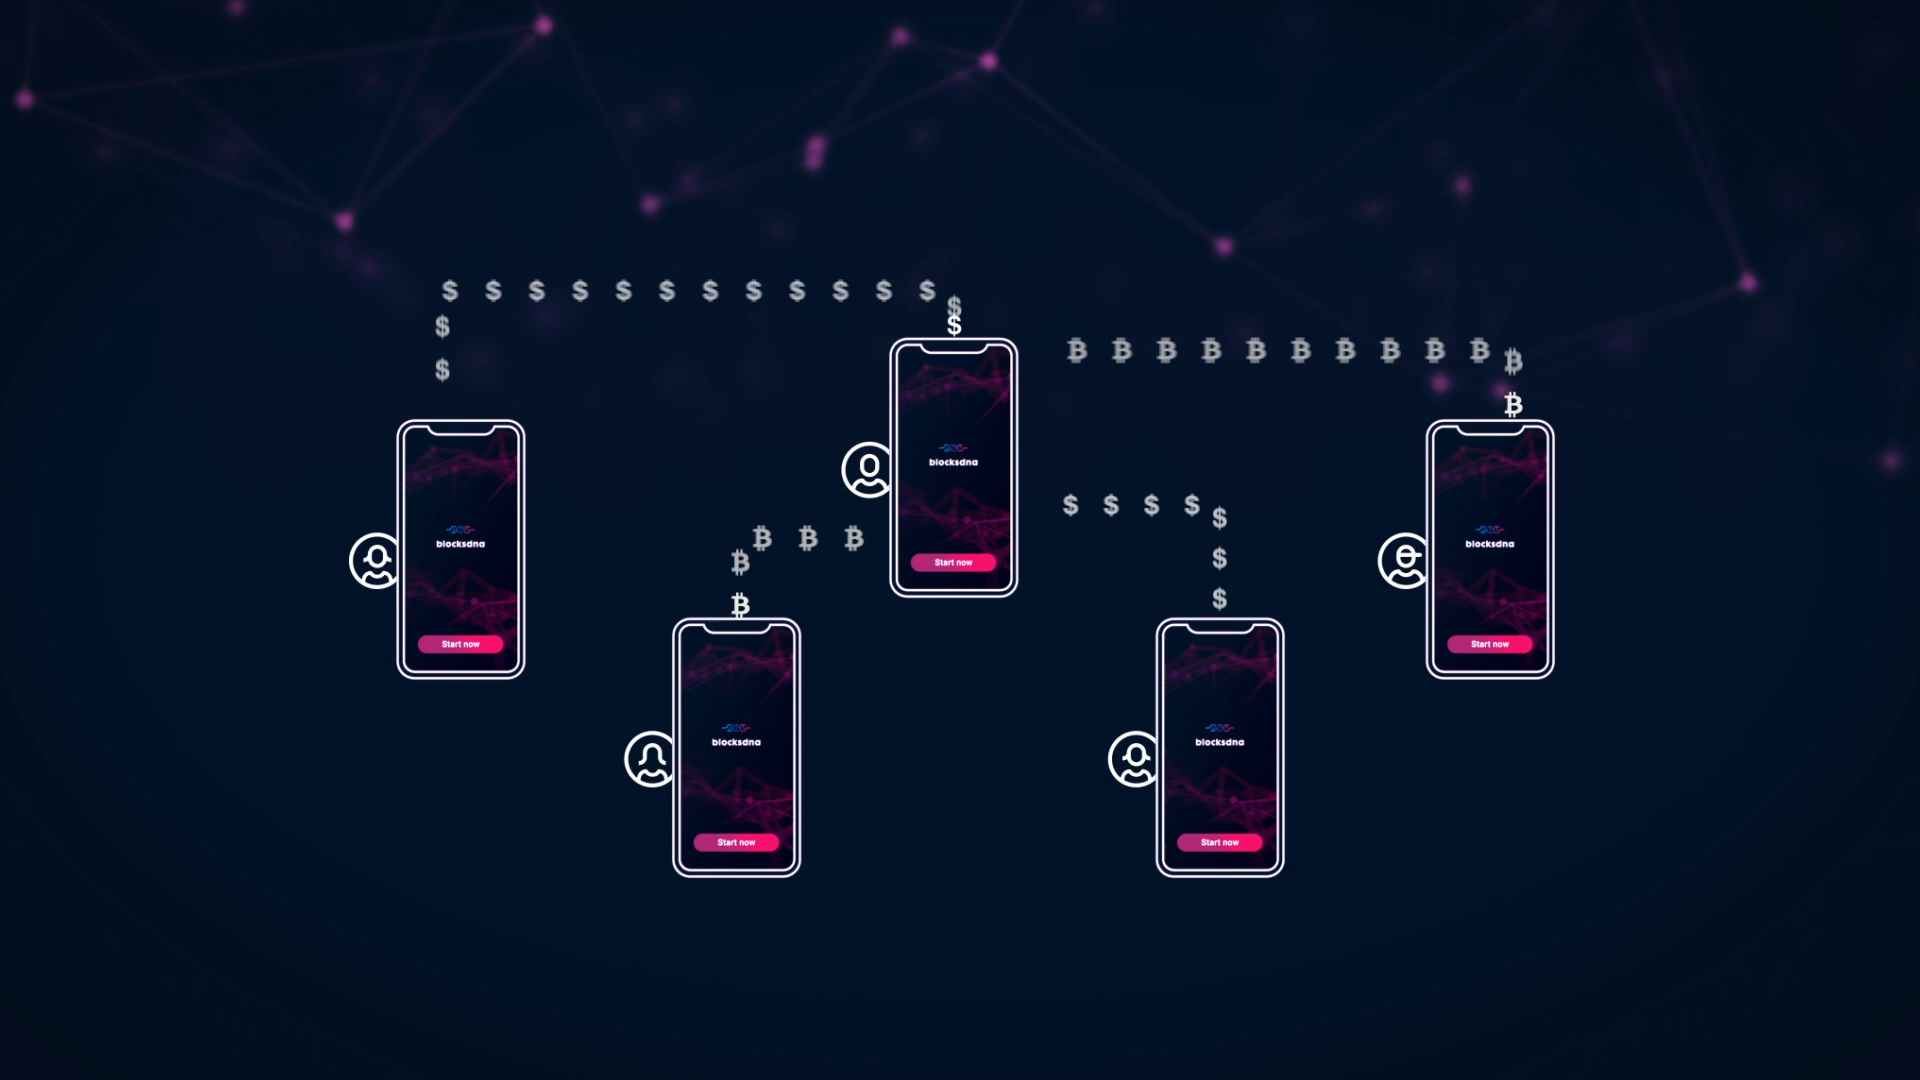 $ $ $ $ $ $ $ $ $ $ $ $
$
$
$
$
₿ ₿ ₿ ₿ ₿ ₿ ₿ ₿ ₿ ₿
₿
₿
blocksdna
Start now
$ $ $ $
$
$
$
₿ ₿ ₿
₿
₿
blocksdna
Start now
blocksdna
Start now
blocksdna
Start now
blocksdna
Start now